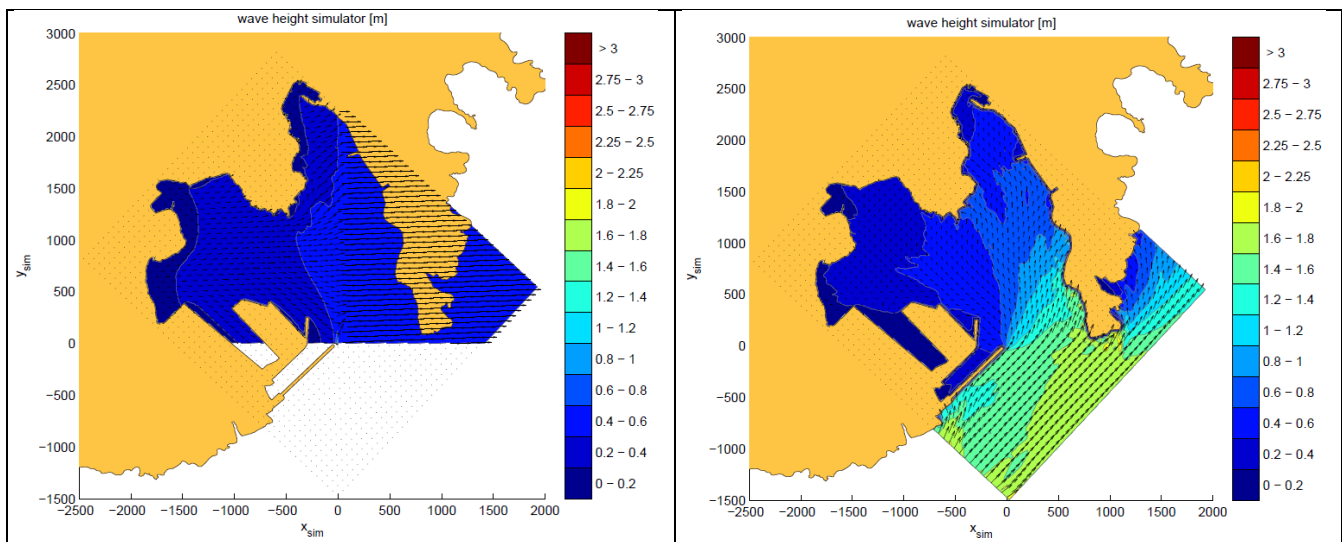 wave height simulator [m]
3000
2500
2000
1500
1000
500
0
−500
−1000
−1500
y_sim
−2500 −2000 −1500 −1000 −500 0 500 1000 1500 2000
x_sim
> 3
2.75 − 3
2.5 − 2.75
2.25 − 2.5
2 − 2.25
1.8 − 2
1.6 − 1.8
1.4 − 1.6
1.2 − 1.4
1 − 1.2
0.8 − 1
0.6 − 0.8
0.4 − 0.6
0.2 − 0.4
0 − 0.2
wave height simulator [m]
3000
2500
2000
1500
1000
500
0
−500
−1000
−1500
y_sim
−2500 −2000 −1500 −1000 −500 0 500 1000 1500 2000
x_sim
> 3
2.75 − 3
2.5 − 2.75
2.25 − 2.5
2 − 2.25
1.8 − 2
1.6 − 1.8
1.4 − 1.6
1.2 − 1.4
1 − 1.2
0.8 − 1
0.6 − 0.8
0.4 − 0.6
0.2 − 0.4
0 − 0.2